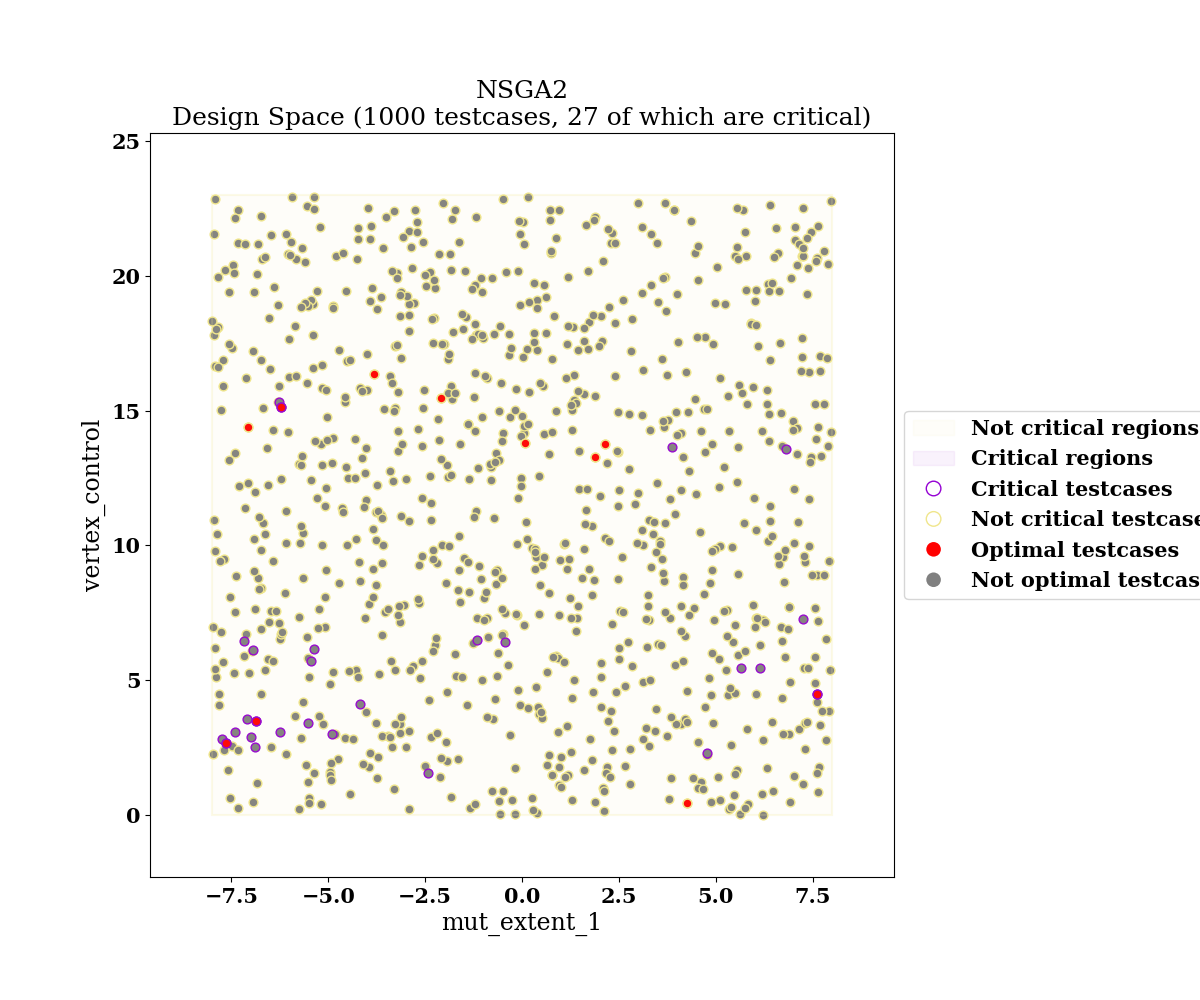 NSGA2
Design Space (1000 testcases, 27 of which are critical)
25
20
15
10
5
0
vertex_control
−7.5
−5.0
−2.5
0.0
2.5
5.0
7.5
mut_extent_1
Not critical regions
Critical regions
Critical testcases
Not critical testcase
Optimal testcases
Not optimal testcas